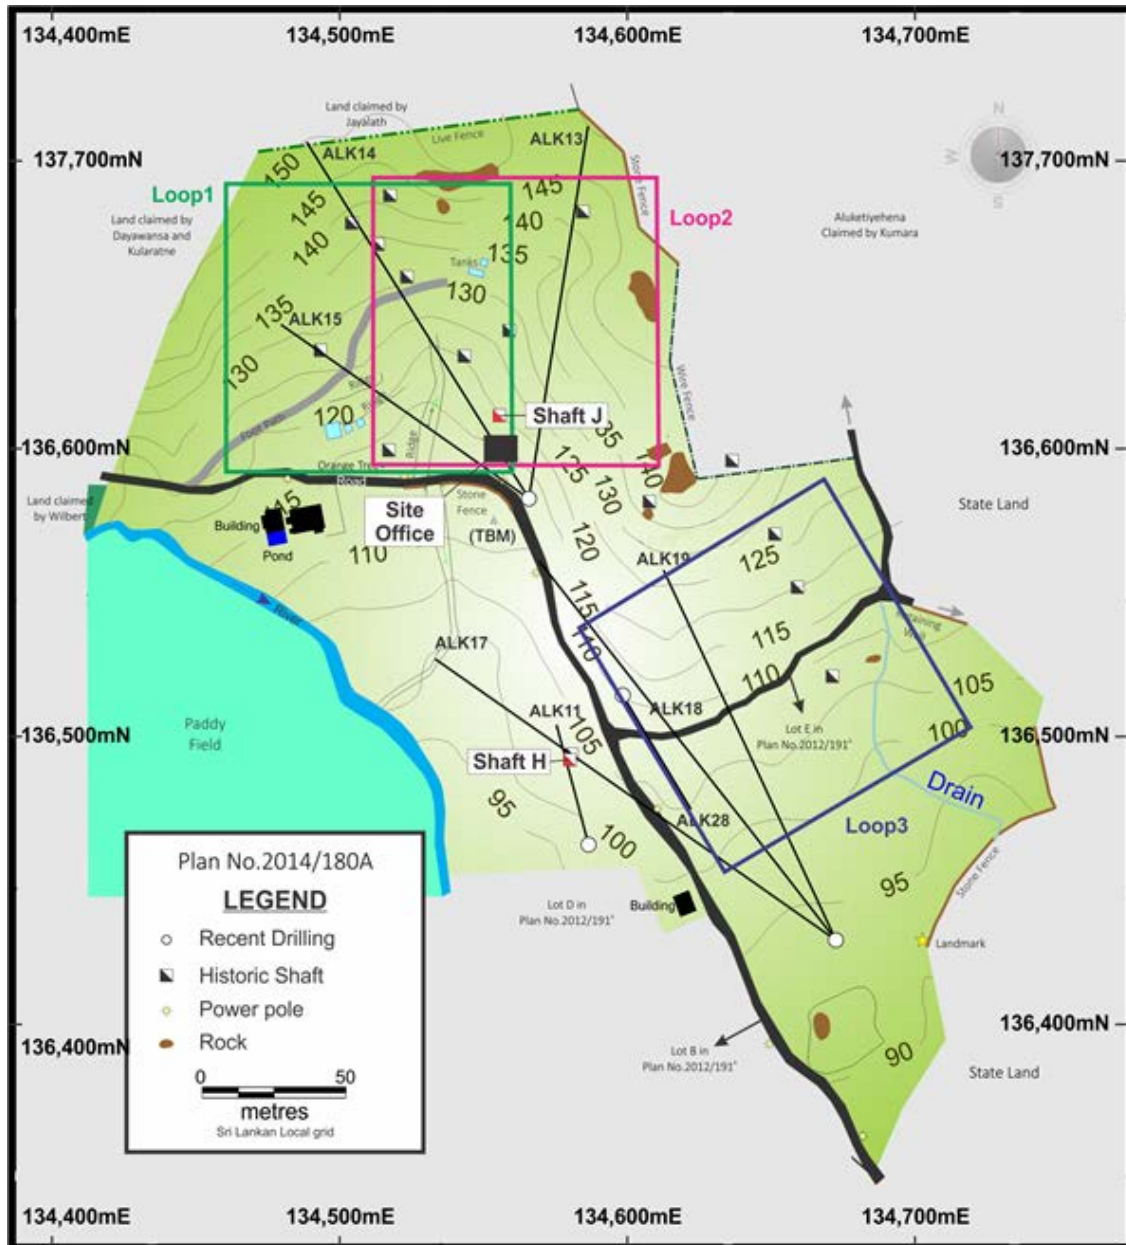 134,400mE 134,500mE 134,600mE 134,700mE
Land claimed by
Jayalath
Live Fence
ALK13
N
W
E
S
137,700mN
ALK14
137,700mN
150
145
Stone Fence
Loop1
145
140
Loop2
Land claimed by
Dayawansa and
Kularatne
140
135
Aluketiyehena
Claimed by Kumara
Tanks
130
135
ALK15
130
120
Ridge
Foot Path
Ridge
Wire Fence
Shaft J
136,600mN
135
140
136,600mN
125
130
Orange Tree
Road
Land claimed
by Wilbert
115
Site
Office
Stone
Fence
(TBM)
State Land
Building
Pond
110
120
ALK19
125
River
115
110
115
Retaining
Wall
ALK17
110
105
ALK11
ALK18
Paddy
Field
136,500mN
105
Lot E in
Plan No.2012/191"
100
136,500mN
Shaft H
95
Drain
ALK28
Loop3
100
Plan No.2014/180A
LEGEND
Recent Drilling
Historic Shaft
Power pole
Rock
0 50
metres
Sri Lankan Local grid
Lot D in
Plan No.2012/191"
Building
95
Stone Fence
Landmark
136,400mN
136,400mN
Lot B in
Plan No.2012/191"
90
State Land
134,400mE 134,500mE 134,600mE 134,700mE